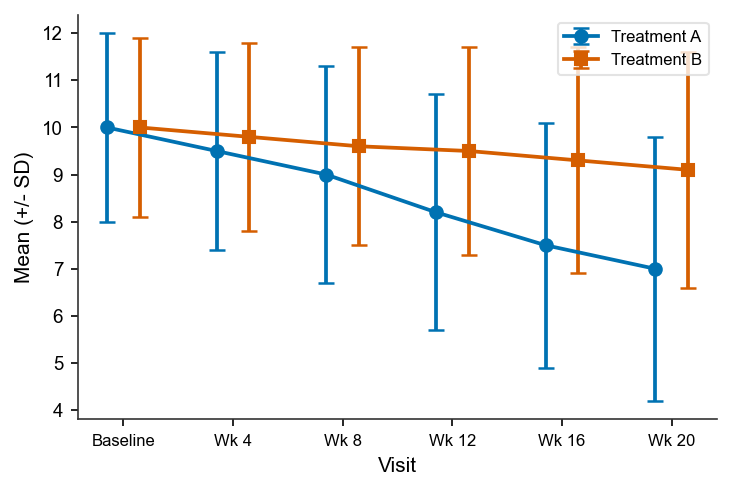 Treatment A
Treatment B
Mean (+/- SD)
12
11
10
9
8
7
6
5
4
Baseline
Wk 4
Wk 8
Wk 12
Wk 16
Wk 20
Visit